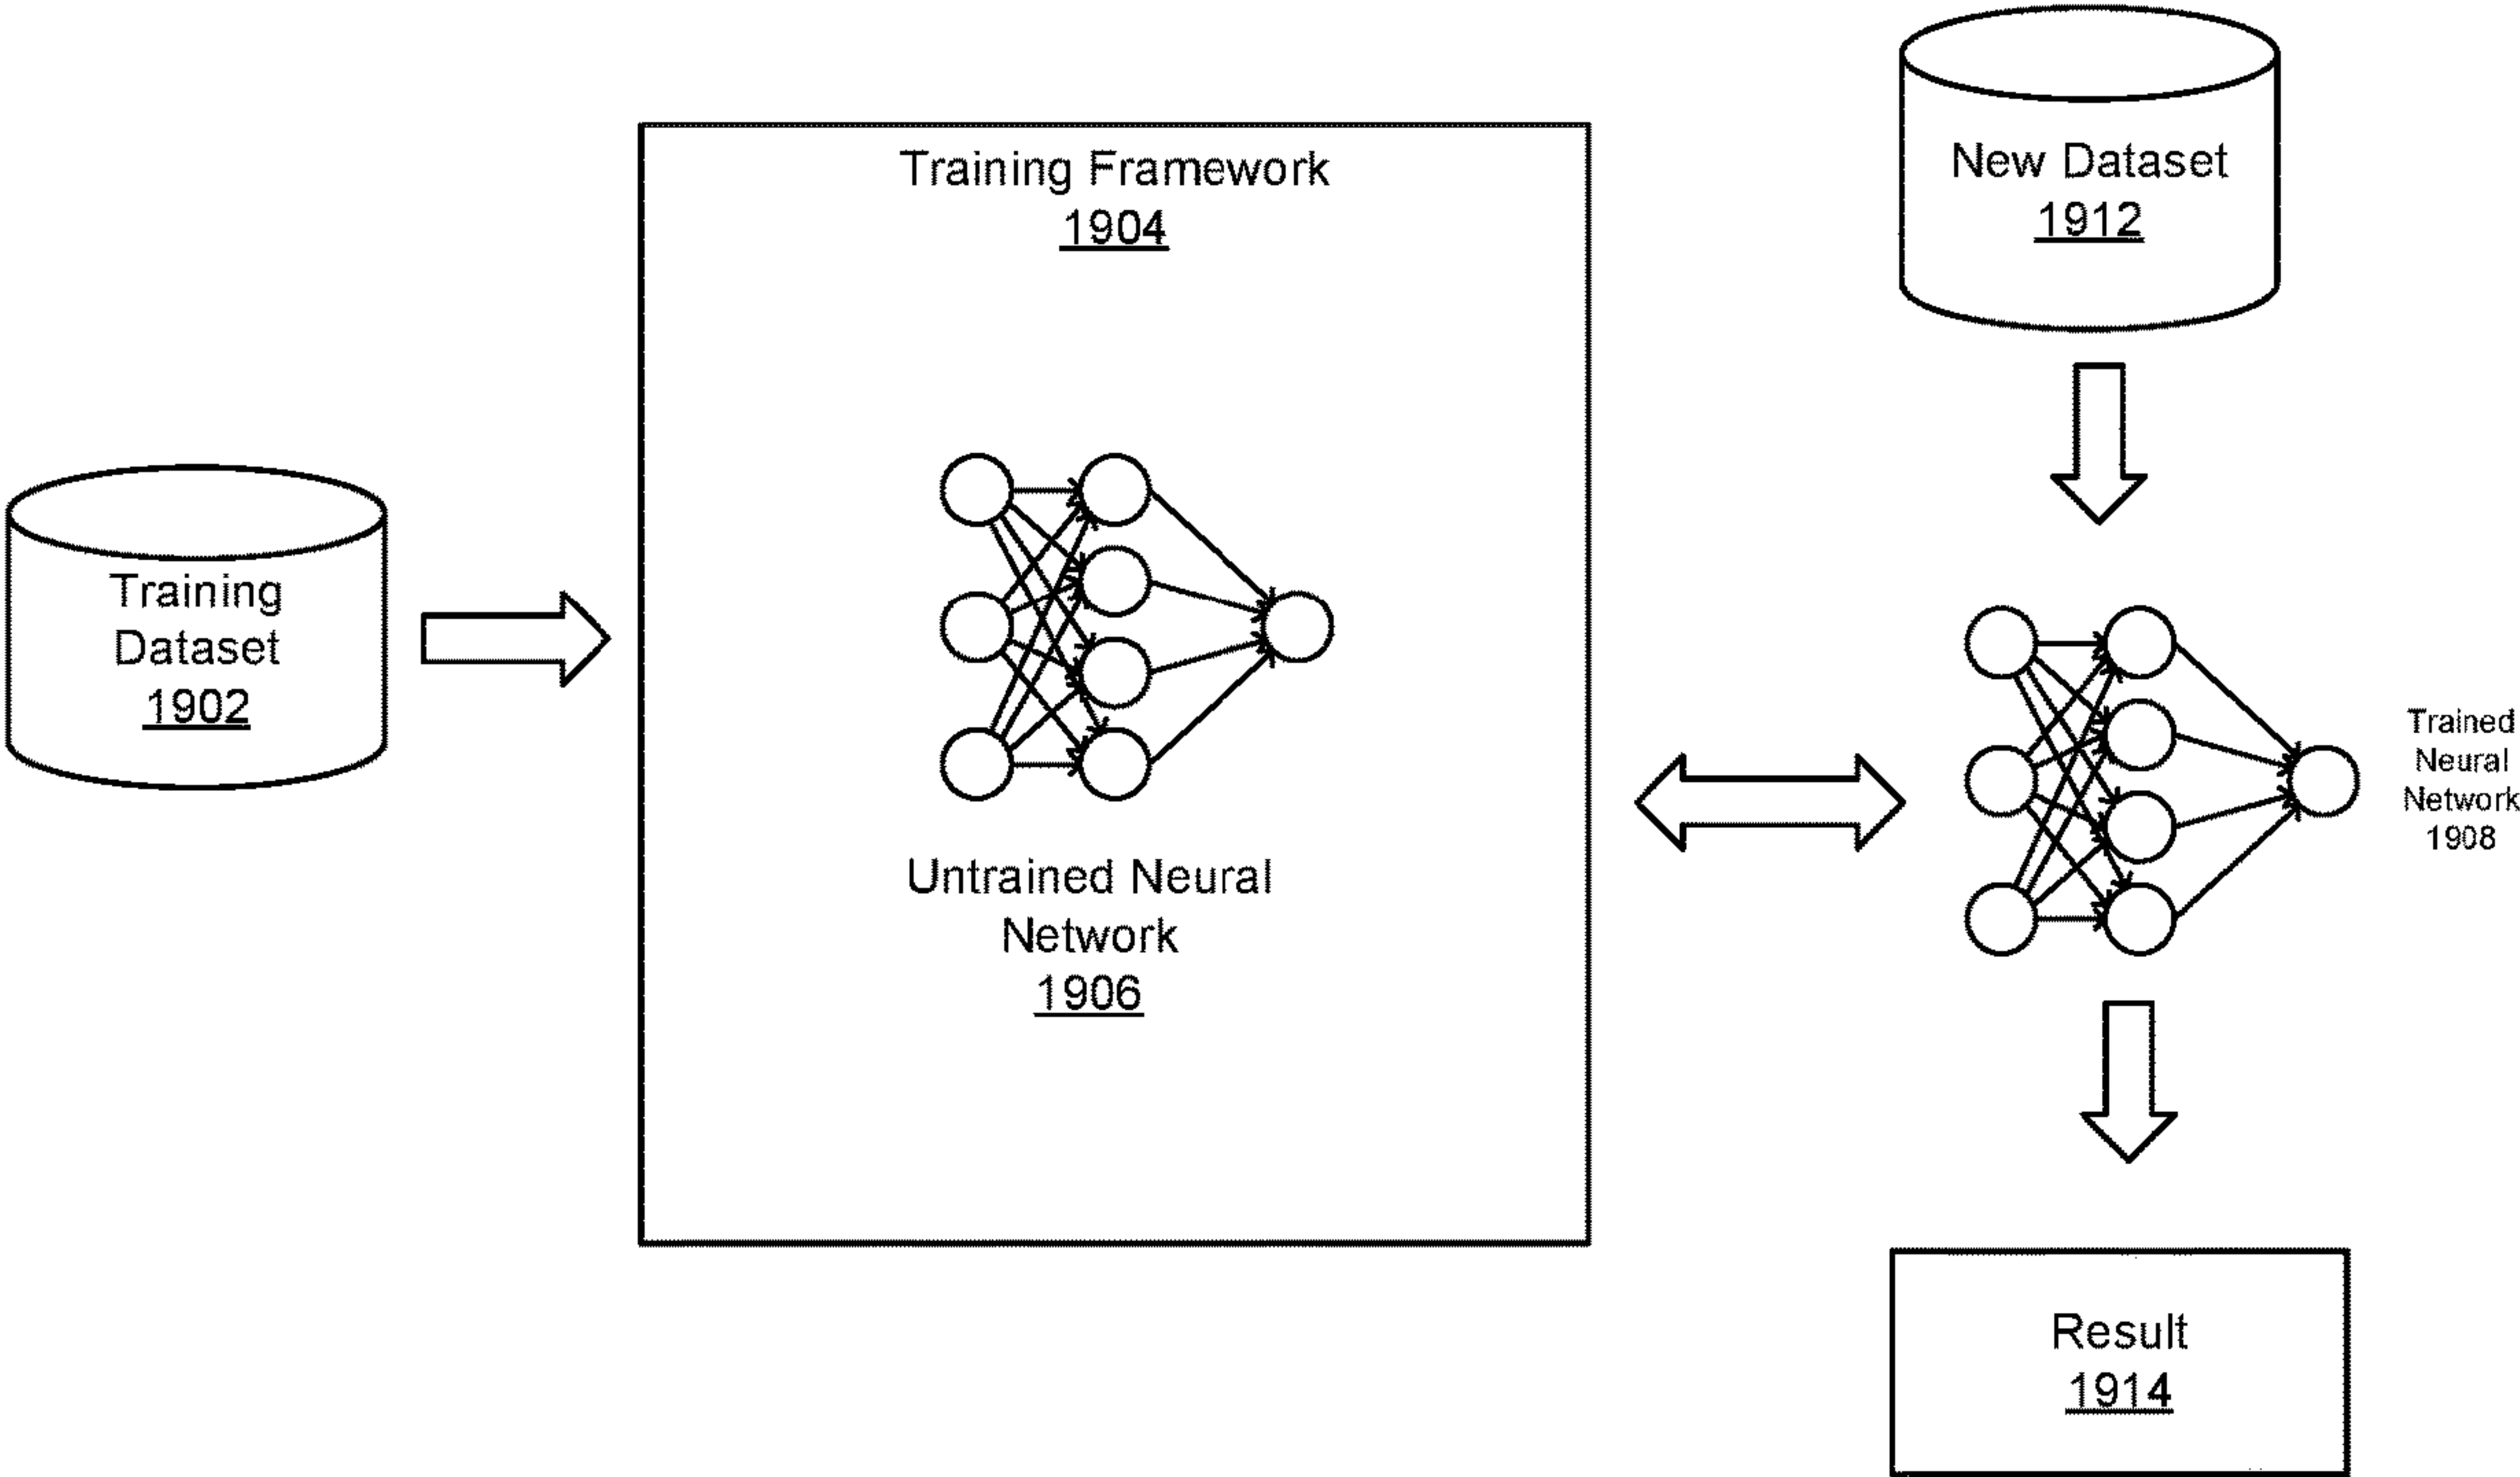 Training Framework
1904
New Dataset
1912
Training
Dataset
1902
Untrained Neural
Network
1906
Trained
Neural
Network
1908
Result
1914